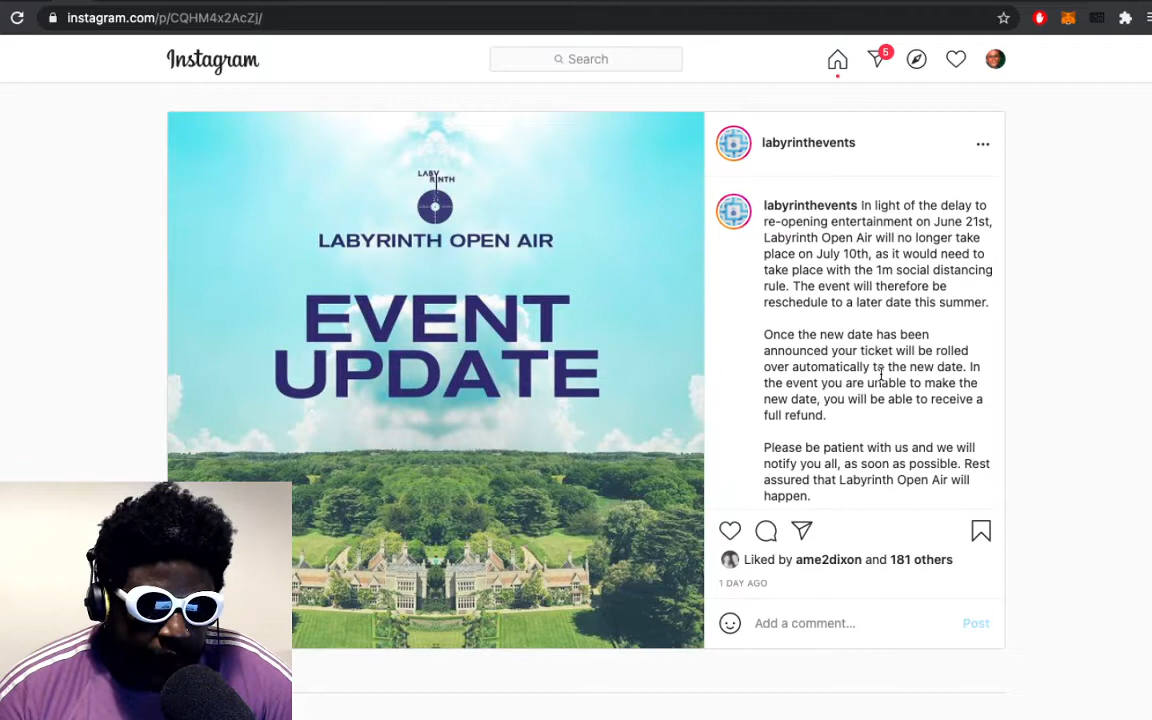 instagram.com/p/CQHM4x2AcZj/
Instagram
Search
5
LABY
RINTH
LABYRINTH OPEN AIR
EVENT
UPDATE
labyrinthevents
labyrinthevents In light of the delay to
re-opening entertainment on June 21st,
Labyrinth Open Air will no longer take
place on July 10th, as it would need to
take place with the 1m social distancing
rule. The event will therefore be
reschedule to a later date this summer.
Once the new date has been
announced your ticket will be rolled
over automatically to the new date. In
the event you are unable to make the
new date, you will be able to receive a
full refund.
Please be patient with us and we will
notify you all, as soon as possible. Rest
assured that Labyrinth Open Air will
happen.
Liked by ame2dixon and 181 others
1 DAY AGO
Add a comment...
Post